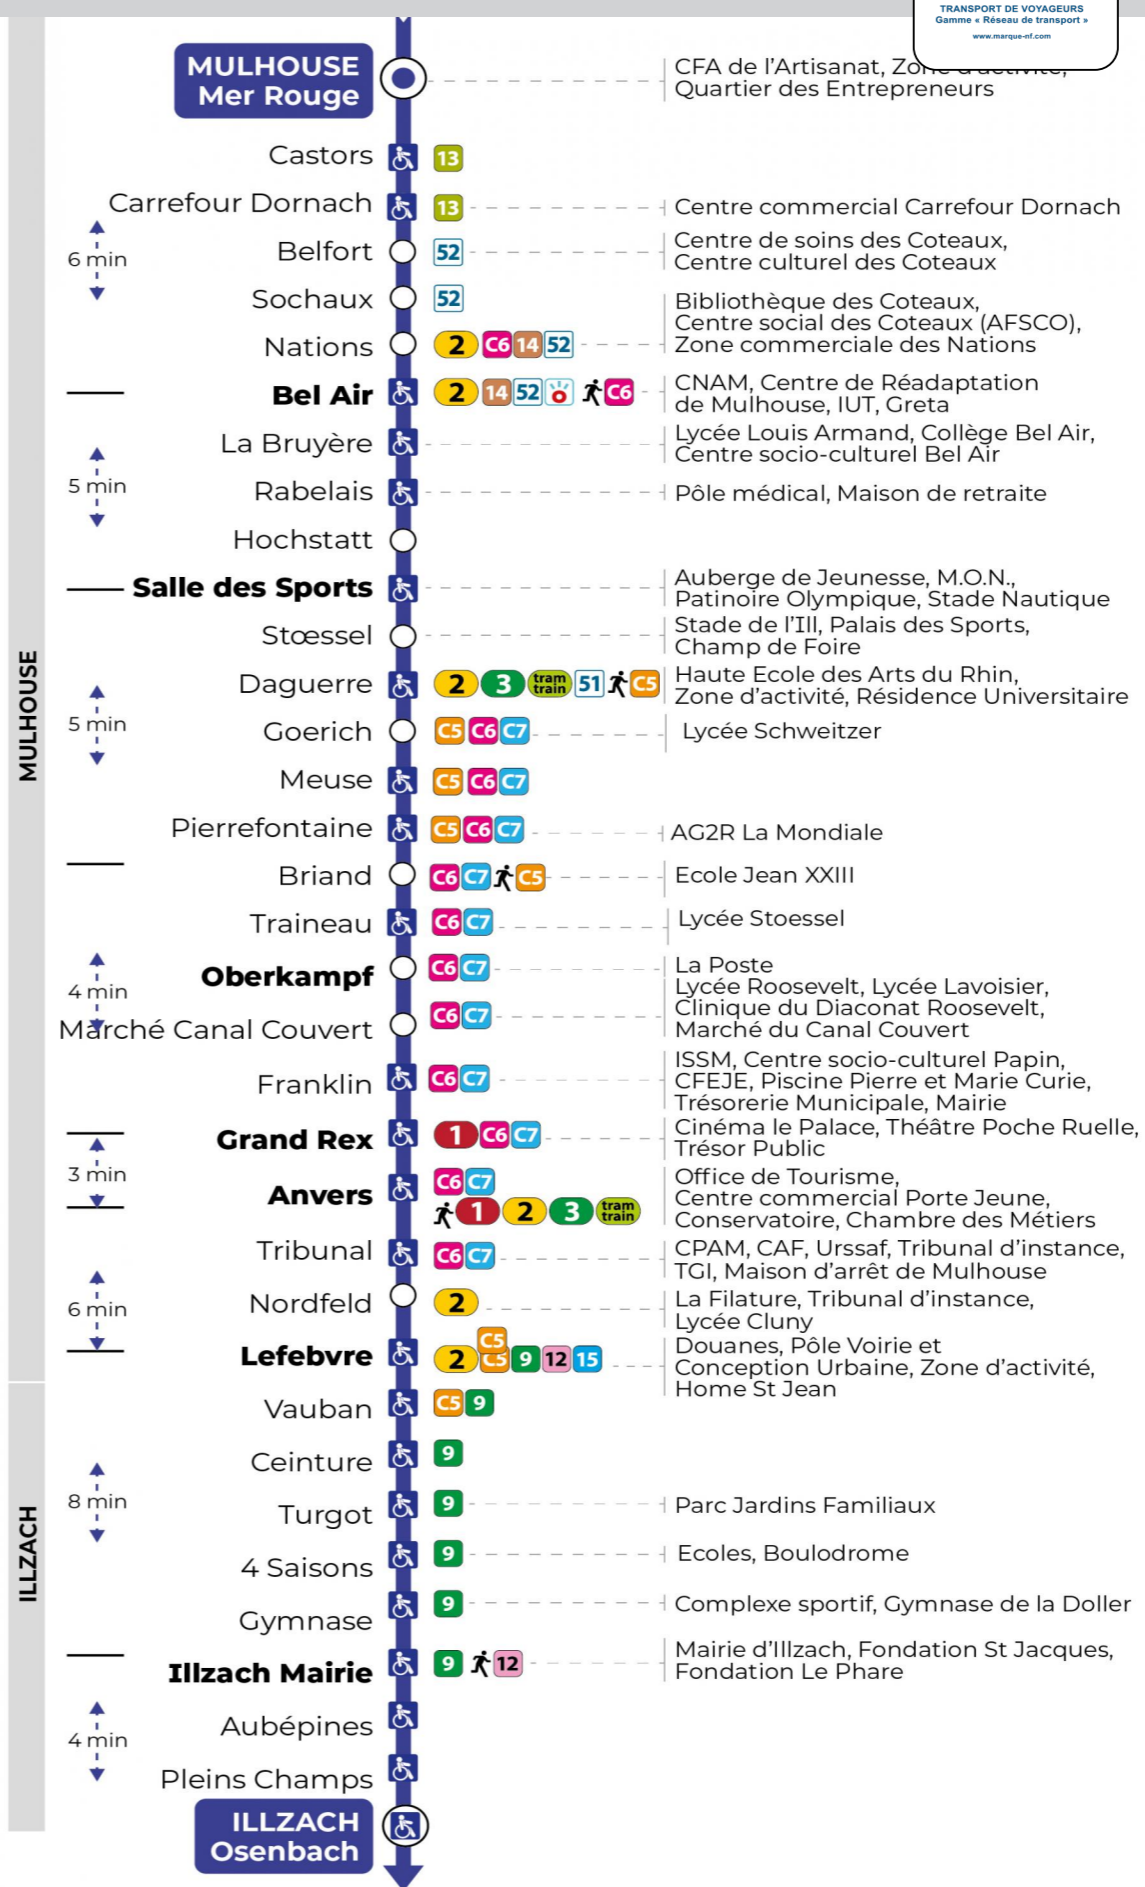 TRANSPORT DE VOYAGEURS
Gamme « Réseau de transport »
www.marque-nf.com
MULHOUSE
Mer Rouge
CFA de l'Artisanat, Zone d'activité,
Quartier des Entrepreneurs
Castors 13
Carrefour Dornach 13 Centre commercial Carrefour Dornach
6 min
Belfort 52 Centre de soins des Coteaux,
Centre culturel des Coteaux
Sochaux 52
Nations 2 C6 14 52 Bibliothèque des Coteaux,
Centre social des Coteaux (AFSCO),
Zone commerciale des Nations
Bel Air 2 14 52 C6 CNAM, Centre de Réadaptation
de Mulhouse, IUT, Greta
La Bruyère Lycée Louis Armand, Collège Bel Air,
Centre socio-culturel Bel Air
5 min
Rabelais Pôle médical, Maison de retraite
Hochstatt
Salle des Sports Auberge de Jeunesse, M.O.N.,
Patinoire Olympique, Stade Nautique
Stœssel Stade de l'Ill, Palais des Sports,
Champ de Foire
MULHOUSE
Daguerre 2 3 tram train 51 C5 Haute Ecole des Arts du Rhin,
Zone d'activité, Résidence Universitaire
5 min
Goerich C5 C6 C7 Lycée Schweitzer
Meuse C5 C6 C7
Pierrefontaine C5 C6 C7 AG2R La Mondiale
Briand C6 C7 C5 Ecole Jean XXIII
Traineau C6 C7 Lycée Stoessel
Oberkampf C6 C7 La Poste
4 min
Marché Canal Couvert C6 C7 Lycée Roosevelt, Lycée Lavoisier,
Clinique du Diaconat Roosevelt,
Marché du Canal Couvert
Franklin C6 C7 ISSM, Centre socio-culturel Papin,
CFEJE, Piscine Pierre et Marie Curie,
Trésorerie Municipale, Mairie
Grand Rex 1 C6 C7 Cinéma le Palace, Théâtre Poche Ruelle,
Trésor Public
3 min
Anvers C6 C7
1 2 3 tram train
Office de Tourisme,
Centre commercial Porte Jeune,
Conservatoire, Chambre des Métiers
Tribunal C6 C7 CPAM, CAF, Urssaf, Tribunal d'instance,
TGI, Maison d'arrêt de Mulhouse
6 min
Nordfeld 2 La Filature, Tribunal d'instance,
Lycée Cluny
C5
Lefebvre 2 C5 9 12 15 Douanes, Pôle Voirie et
Conception Urbaine, Zone d'activité,
Home St Jean
Vauban C5 9
Ceinture 9
8 min
ILLZACH
Turgot 9 Parc Jardins Familiaux
4 Saisons 9 Ecoles, Boulodrome
Gymnase 9 Complexe sportif, Gymnase de la Doller
Illzach Mairie 9 12 Mairie d'Illzach, Fondation St Jacques,
Fondation Le Phare
Aubépines
4 min
Pleins Champs
ILLZACH
Osenbach